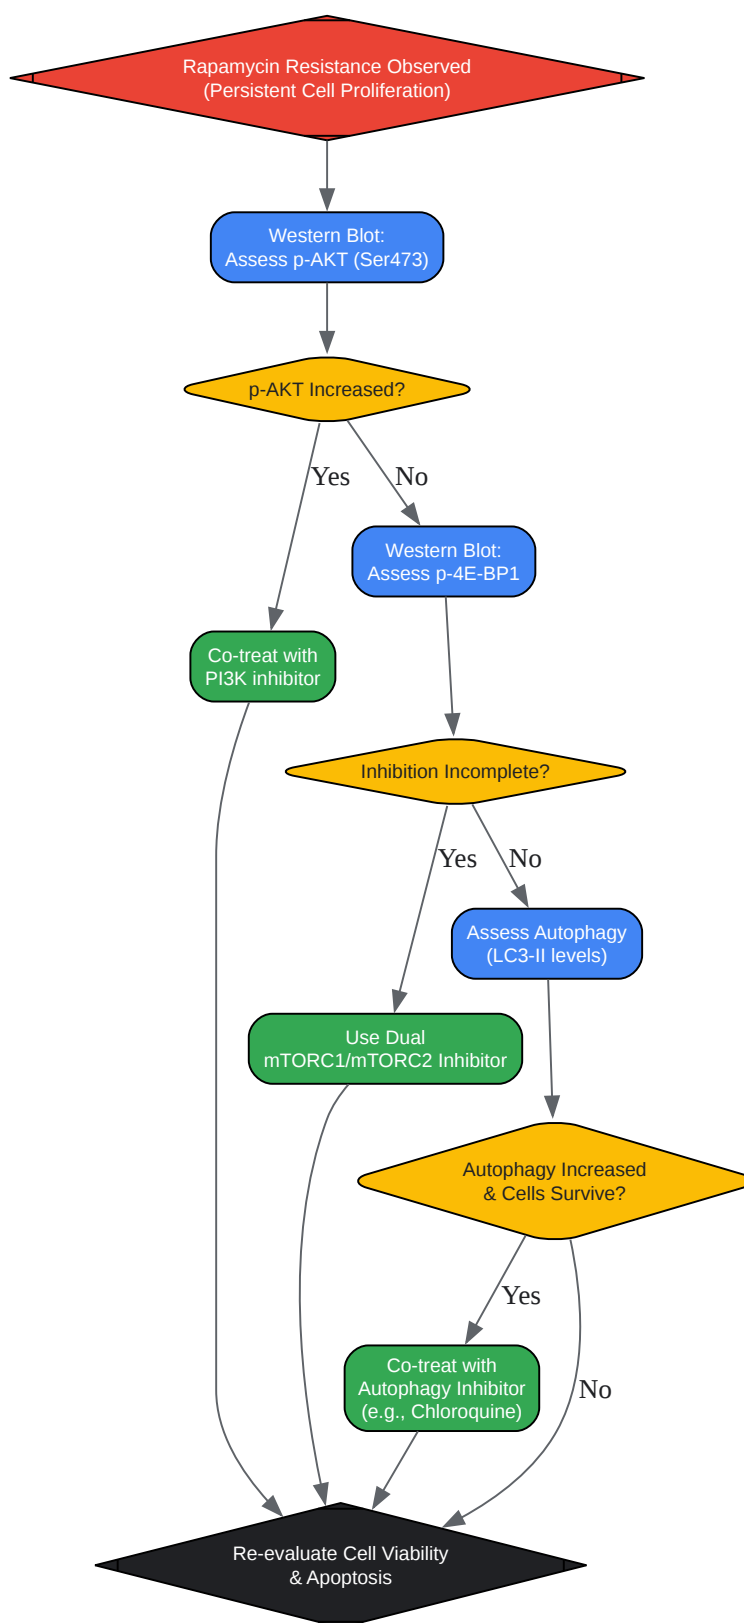 Rapamycin Resistance Observed
(Persistent Cell Proliferation)
Western Blot:
Assess p-AKT (Ser473)
p-AKT Increased?
Yes
No
Western Blot:
Assess p-4E-BP1
Co-treat with
PI3K inhibitor
Inhibition Incomplete?
Yes
No
Assess Autophagy
(LC3-II levels)
Use Dual
mTORC1/mTORC2 Inhibitor
Autophagy Increased
& Cells Survive?
Yes
No
Co-treat with
Autophagy Inhibitor
(e.g., Chloroquine)
Re-evaluate Cell Viability
& Apoptosis